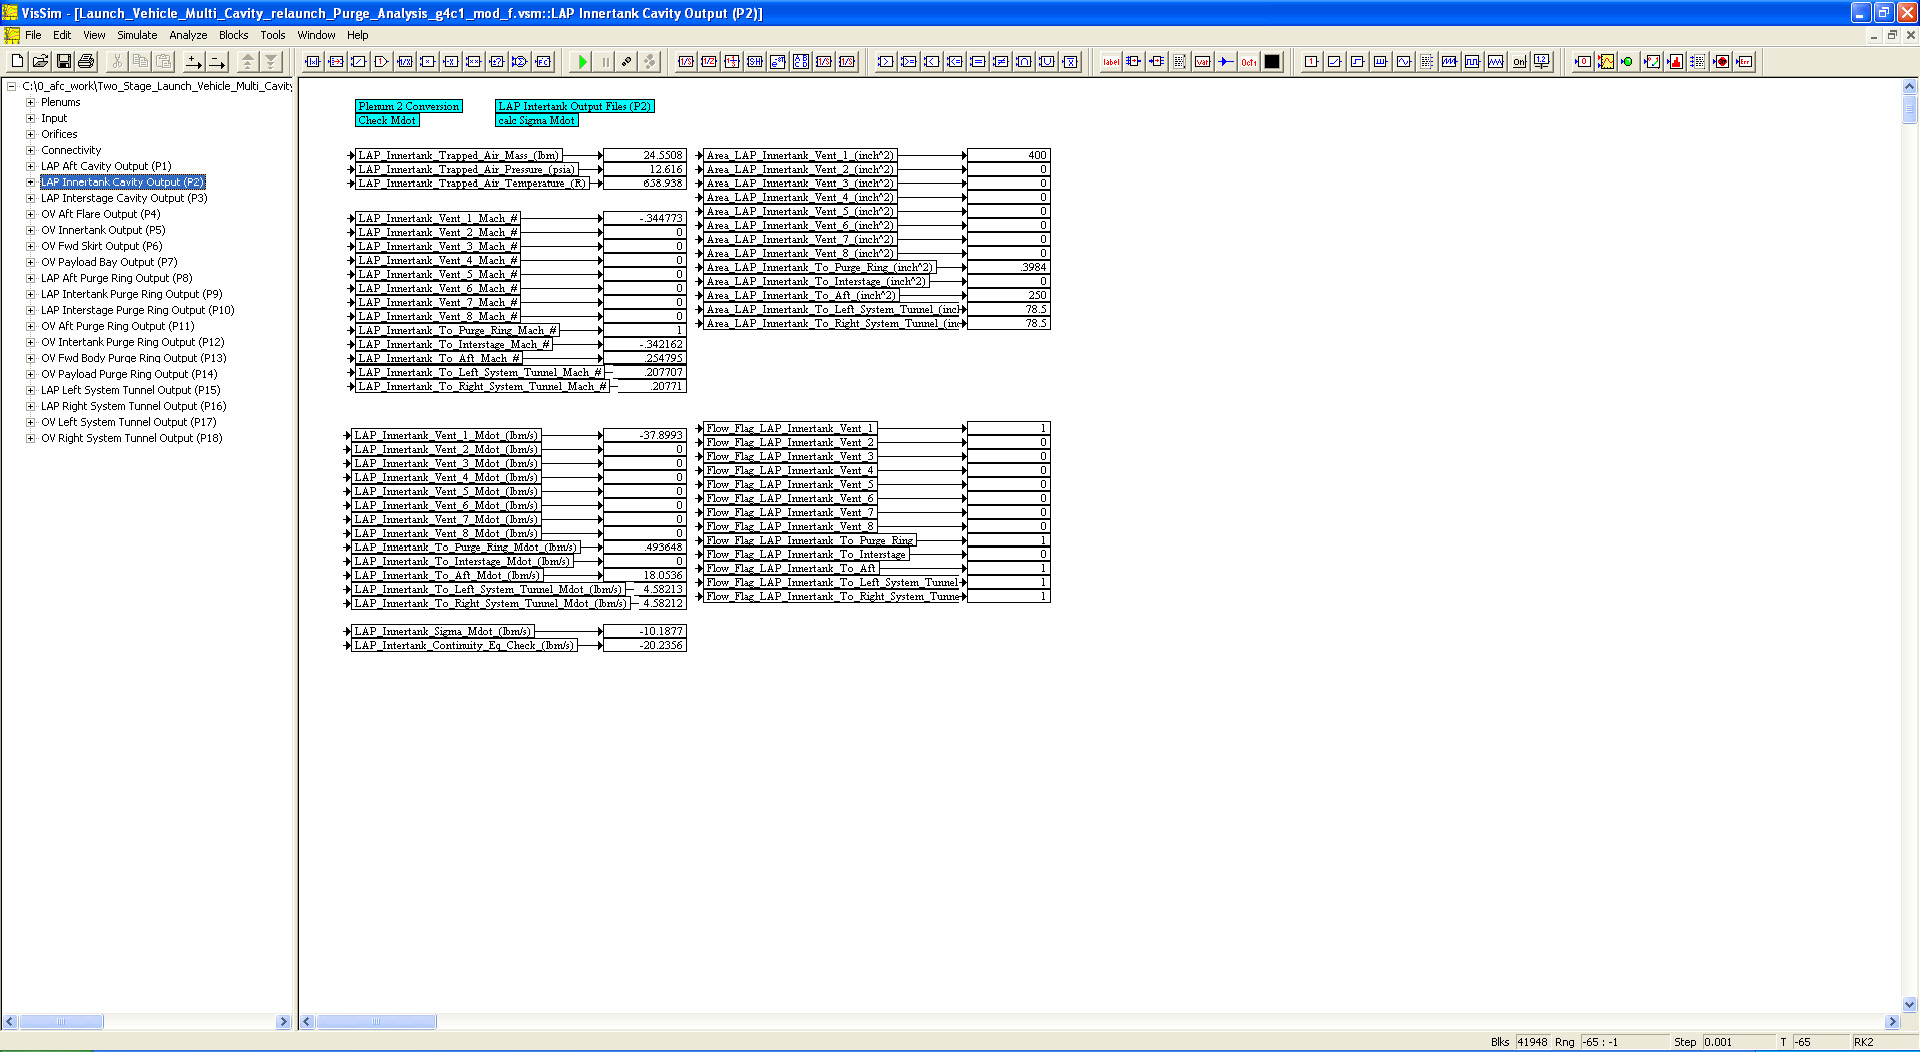 VisSim - [Launch_Vehicle_Multi_Cavity_relaunch_Purge_Analysis_g4c1_mod_f.vsm::LAP Innertank Cavity Output (P2)]
File Edit View Simulate Analyze Blocks Tools Window Help
C:\0_afc_work\Two_Stage_Launch_Vehicle_Multi_Cavity
Plenums
Input
Orifices
Connectivity
LAP Aft Cavity Output (P1)
LAP Innertank Cavity Output (P2)
LAP Interstage Cavity Output (P3)
OV Aft Flare Output (P4)
OV Innertank Output (P5)
OV Fwd Skirt Output (P6)
OV Payload Bay Output (P7)
LAP Aft Purge Ring Output (P8)
LAP Intertank Purge Ring Output (P9)
LAP Interstage Purge Ring Output (P10)
OV Aft Purge Ring Output (P11)
OV Intertank Purge Ring Output (P12)
OV Fwd Body Purge Ring Output (P13)
OV Payload Purge Ring Output (P14)
LAP Left System Tunnel Output (P15)
LAP Right System Tunnel Output (P16)
OV Left System Tunnel Output (P17)
OV Right System Tunnel Output (P18)
Plenum 2 Conversion
Check Mdot
LAP Intertank Output Files (P2)
calc Sigma Mdot
LAP_Innertank_Trapped_Air_Mass_(lbm) 24.5508
LAP_Innertank_Trapped_Air_Pressure_(psia) 12.616
LAP_Innertank_Trapped_Air_Temperature_(R) 658.938
LAP_Innertank_Vent_1_Mach_# -.344773
LAP_Innertank_Vent_2_Mach_# 0
LAP_Innertank_Vent_3_Mach_# 0
LAP_Innertank_Vent_4_Mach_# 0
LAP_Innertank_Vent_5_Mach_# 0
LAP_Innertank_Vent_6_Mach_# 0
LAP_Innertank_Vent_7_Mach_# 0
LAP_Innertank_Vent_8_Mach_# 0
LAP_Innertank_To_Purge_Ring_Mach_# 1
LAP_Innertank_To_Interstage_Mach_# -.342162
LAP_Innertank_To_Aft_Mach_# .254795
LAP_Innertank_To_Left_System_Tunnel_Mach_# .207707
LAP_Innertank_To_Right_System_Tunnel_Mach_# .20771
LAP_Innertank_Vent_1_Mdot_(lbm/s) -37.8993
LAP_Innertank_Vent_2_Mdot_(lbm/s) 0
LAP_Innertank_Vent_3_Mdot_(lbm/s) 0
LAP_Innertank_Vent_4_Mdot_(lbm/s) 0
LAP_Innertank_Vent_5_Mdot_(lbm/s) 0
LAP_Innertank_Vent_6_Mdot_(lbm/s) 0
LAP_Innertank_Vent_7_Mdot_(lbm/s) 0
LAP_Innertank_Vent_8_Mdot_(lbm/s) 0
LAP_Innertank_To_Purge_Ring_Mdot_(lbm/s) .493648
LAP_Innertank_To_Interstage_Mdot_(lbm/s) 0
LAP_Innertank_To_Aft_Mdot_(lbm/s) 18.0536
LAP_Innertank_To_Left_System_Tunnel_Mdot_(lbm/s) 4.58213
LAP_Innertank_To_Right_System_Tunnel_Mdot_(lbm/s) 4.58212
LAP_Innertank_Sigma_Mdot_(lbm/s) -10.1877
LAP_Intertank_Continuity_Eq_Check_(lbm/s) -20.2356
Area_LAP_Innertank_Vent_1_(inch^2) 400
Area_LAP_Innertank_Vent_2_(inch^2) 0
Area_LAP_Innertank_Vent_3_(inch^2) 0
Area_LAP_Innertank_Vent_4_(inch^2) 0
Area_LAP_Innertank_Vent_5_(inch^2) 0
Area_LAP_Innertank_Vent_6_(inch^2) 0
Area_LAP_Innertank_Vent_7_(inch^2) 0
Area_LAP_Innertank_Vent_8_(inch^2) 0
Area_LAP_Innertank_To_Purge_Ring_(inch^2) .3984
Area_LAP_Innertank_To_Interstage_(inch^2) 0
Area_LAP_Innertank_To_Aft_(inch^2) 250
Area_LAP_Innertank_To_Left_System_Tunnel_(incl 78.5
Area_LAP_Innertank_To_Right_System_Tunnel_(in 78.5
Flow_Flag_LAP_Innertank_Vent_1 1
Flow_Flag_LAP_Innertank_Vent_2 0
Flow_Flag_LAP_Innertank_Vent_3 0
Flow_Flag_LAP_Innertank_Vent_4 0
Flow_Flag_LAP_Innertank_Vent_5 0
Flow_Flag_LAP_Innertank_Vent_6 0
Flow_Flag_LAP_Innertank_Vent_7 0
Flow_Flag_LAP_Innertank_Vent_8 0
Flow_Flag_LAP_Innertank_To_Purge_Ring 1
Flow_Flag_LAP_Innertank_To_Interstage 0
Flow_Flag_LAP_Innertank_To_Aft 1
Flow_Flag_LAP_Innertank_To_Left_System_Tunnel 1
Flow_Flag_LAP_Innertank_To_Right_System_Tunne 1
Blks 41948 Rng -65 : -1 Step 0.001 T -65 RK2